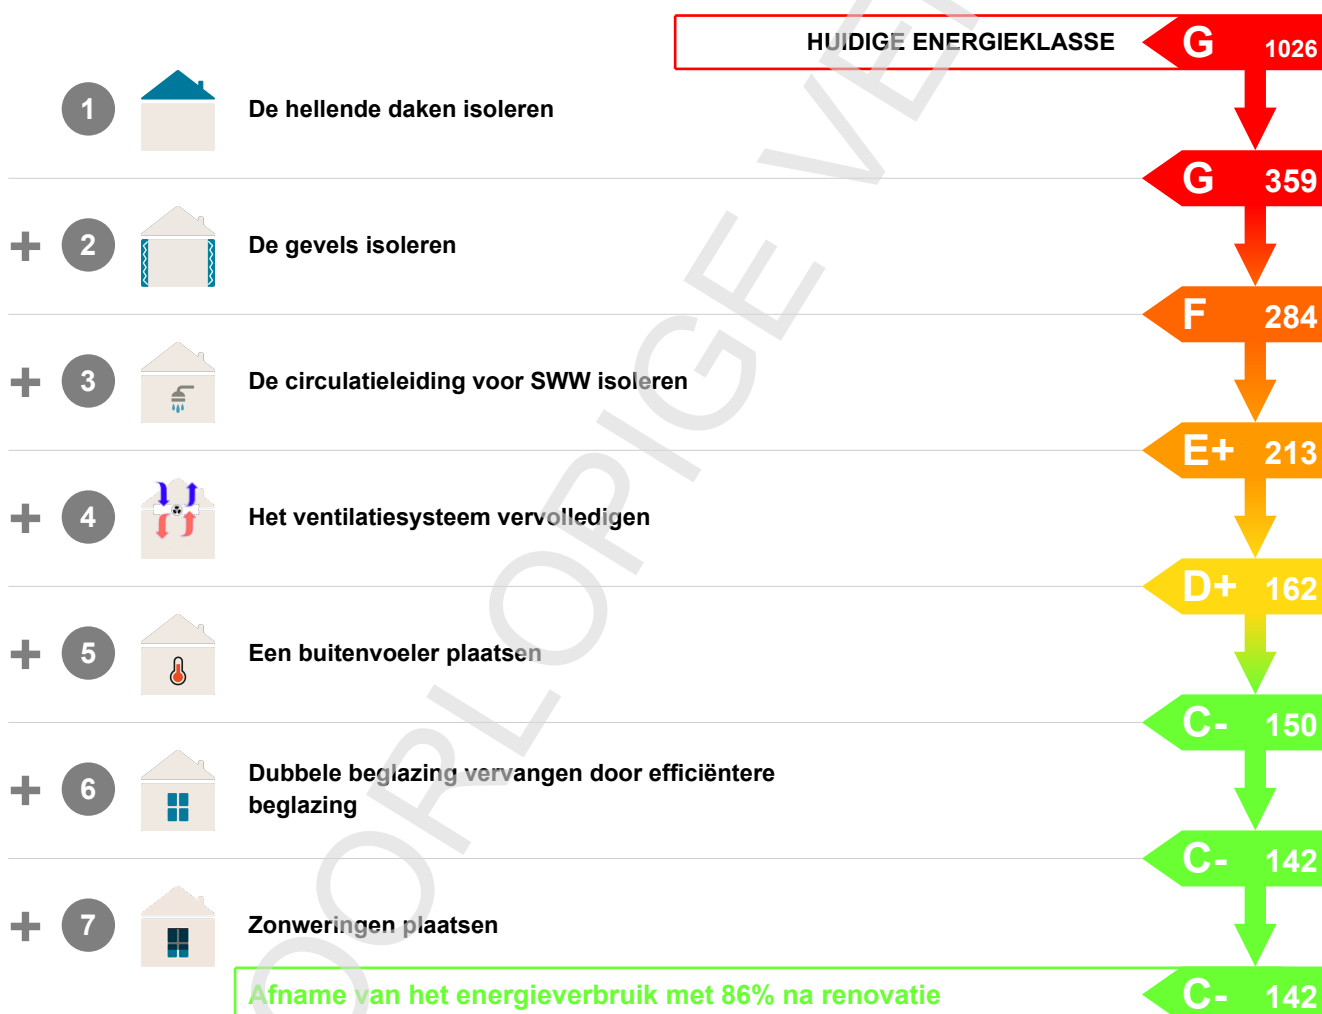 HUIDIGE ENERGIEKLASSE G 1026
1 De hellende daken isoleren
G 359
+ 2 De gevels isoleren
F 284
+ 3 De circulatieleiding voor SWW isoleren
E+ 213
+ 4 Het ventilatiesysteem vervolledigen
D+ 162
+ 5 Een buitenvoeler plaatsen
C- 150
+ 6 Dubbele beglazing vervangen door efficiëntere
beglazing
C- 142
+ 7 Zonweringen plaatsen
Afname van het energieverbruik met 86% na renovatie C- 142